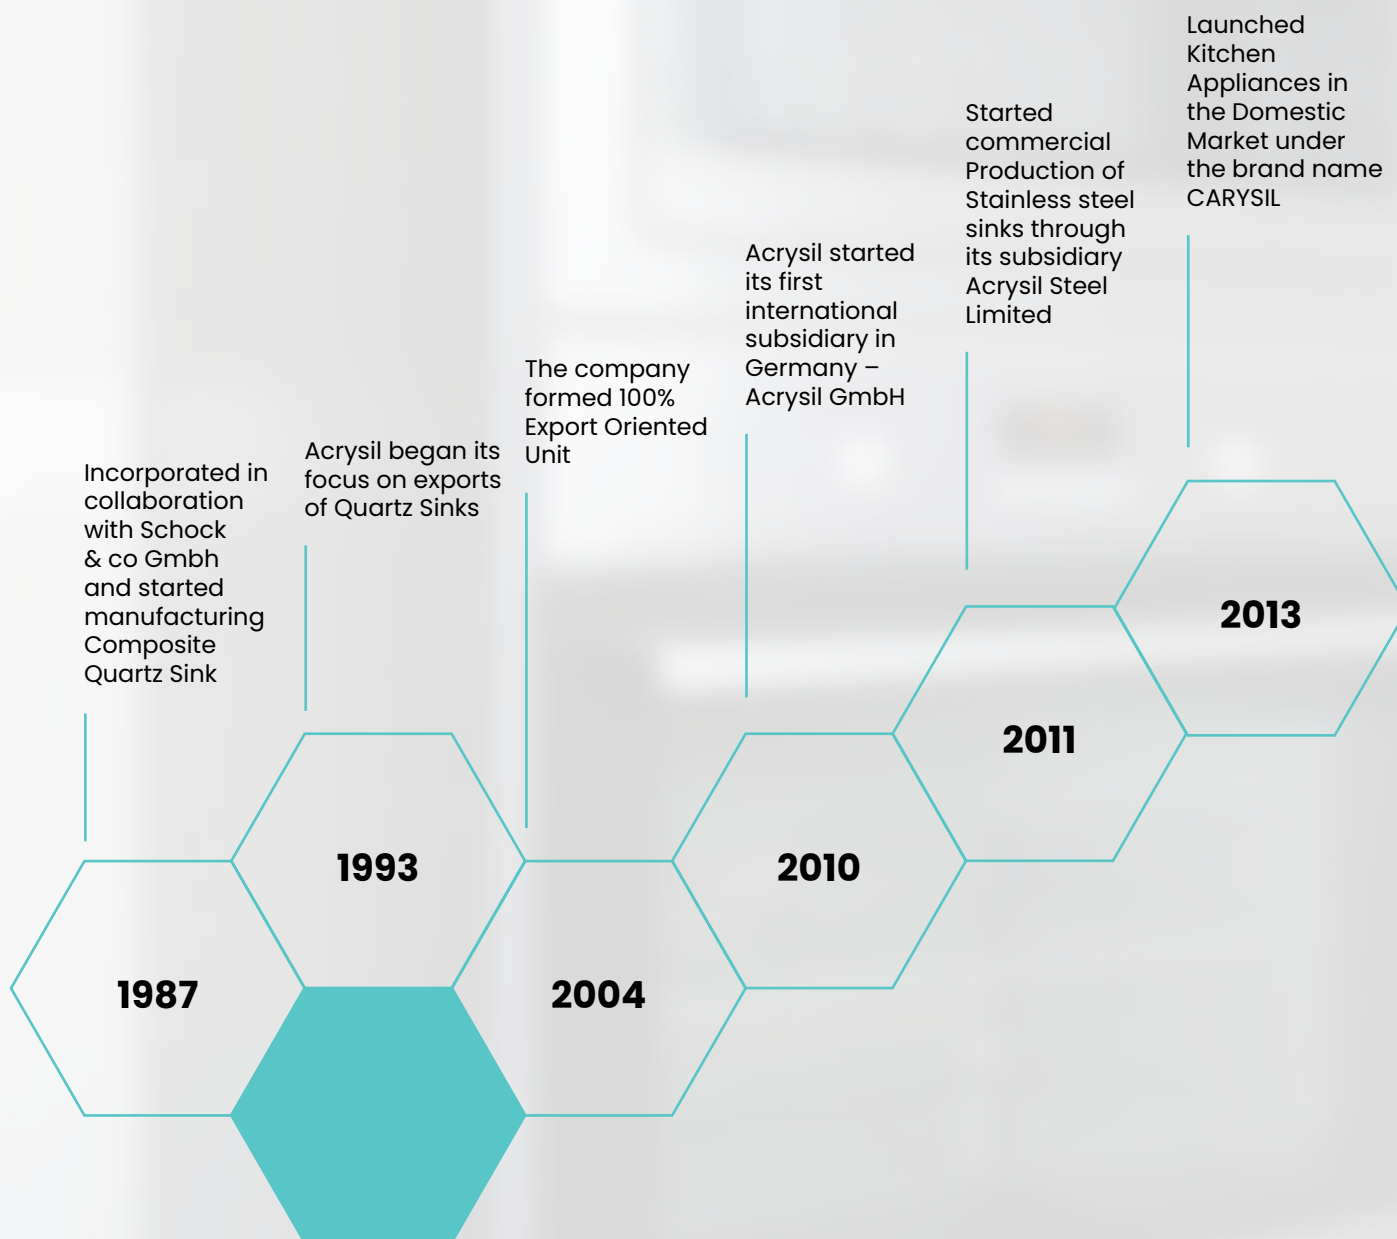 Incorporated in
collaboration
with Schock
& co Gmbh
and started
manufacturing
Composite
Quartz Sink
1987
Acrysil began its
focus on exports
of Quartz Sinks
1993
The company
formed 100%
Export Oriented
Unit
2004
Acrysil started
its first
international
subsidiary in
Germany –
Acrysil GmbH
2010
Started
commercial
Production of
Stainless steel
sinks through
its subsidiary
Acrysil Steel
Limited
2011
Launched
Kitchen
Appliances in
the Domestic
Market under
the brand name
CARYSIL
2013